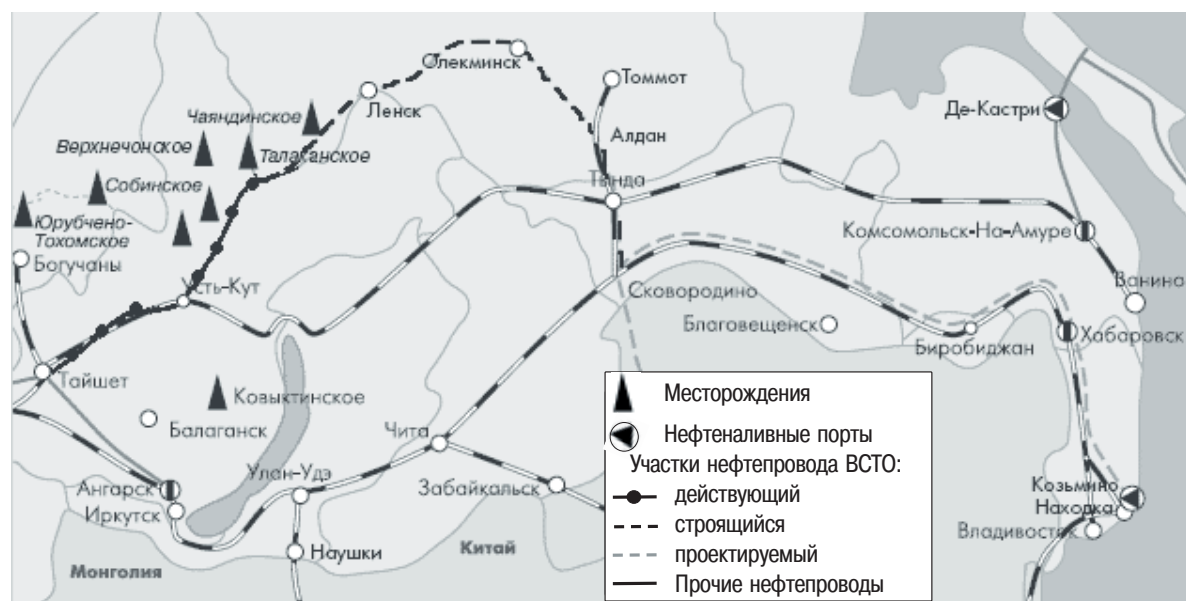 Олекминск
Томмот
Ленск
Де-Кастри
Чаяндинское
Алдан
Верхнечонское
Талаканское
Собинское
Тында
Юрубчено-
Тохомское
Комсомольск-На-Амуре
Богучаны
Усть-Кут
Ванино
Сковородино
Благовещенск
Биробиджан
Хабаровск
Тайшет
Ковыктинское
Балаганск
Чита
Улан-Удэ
Ангарск
Забайкальск
Иркутск
Козьмино
Находка
Владивосток
Наушки
Китай
Монголия
Месторождения
Нефтеналивные порты
Участки нефтепровода ВСТО:
действующий
строящийся
проектируемый
Прочие нефтепроводы